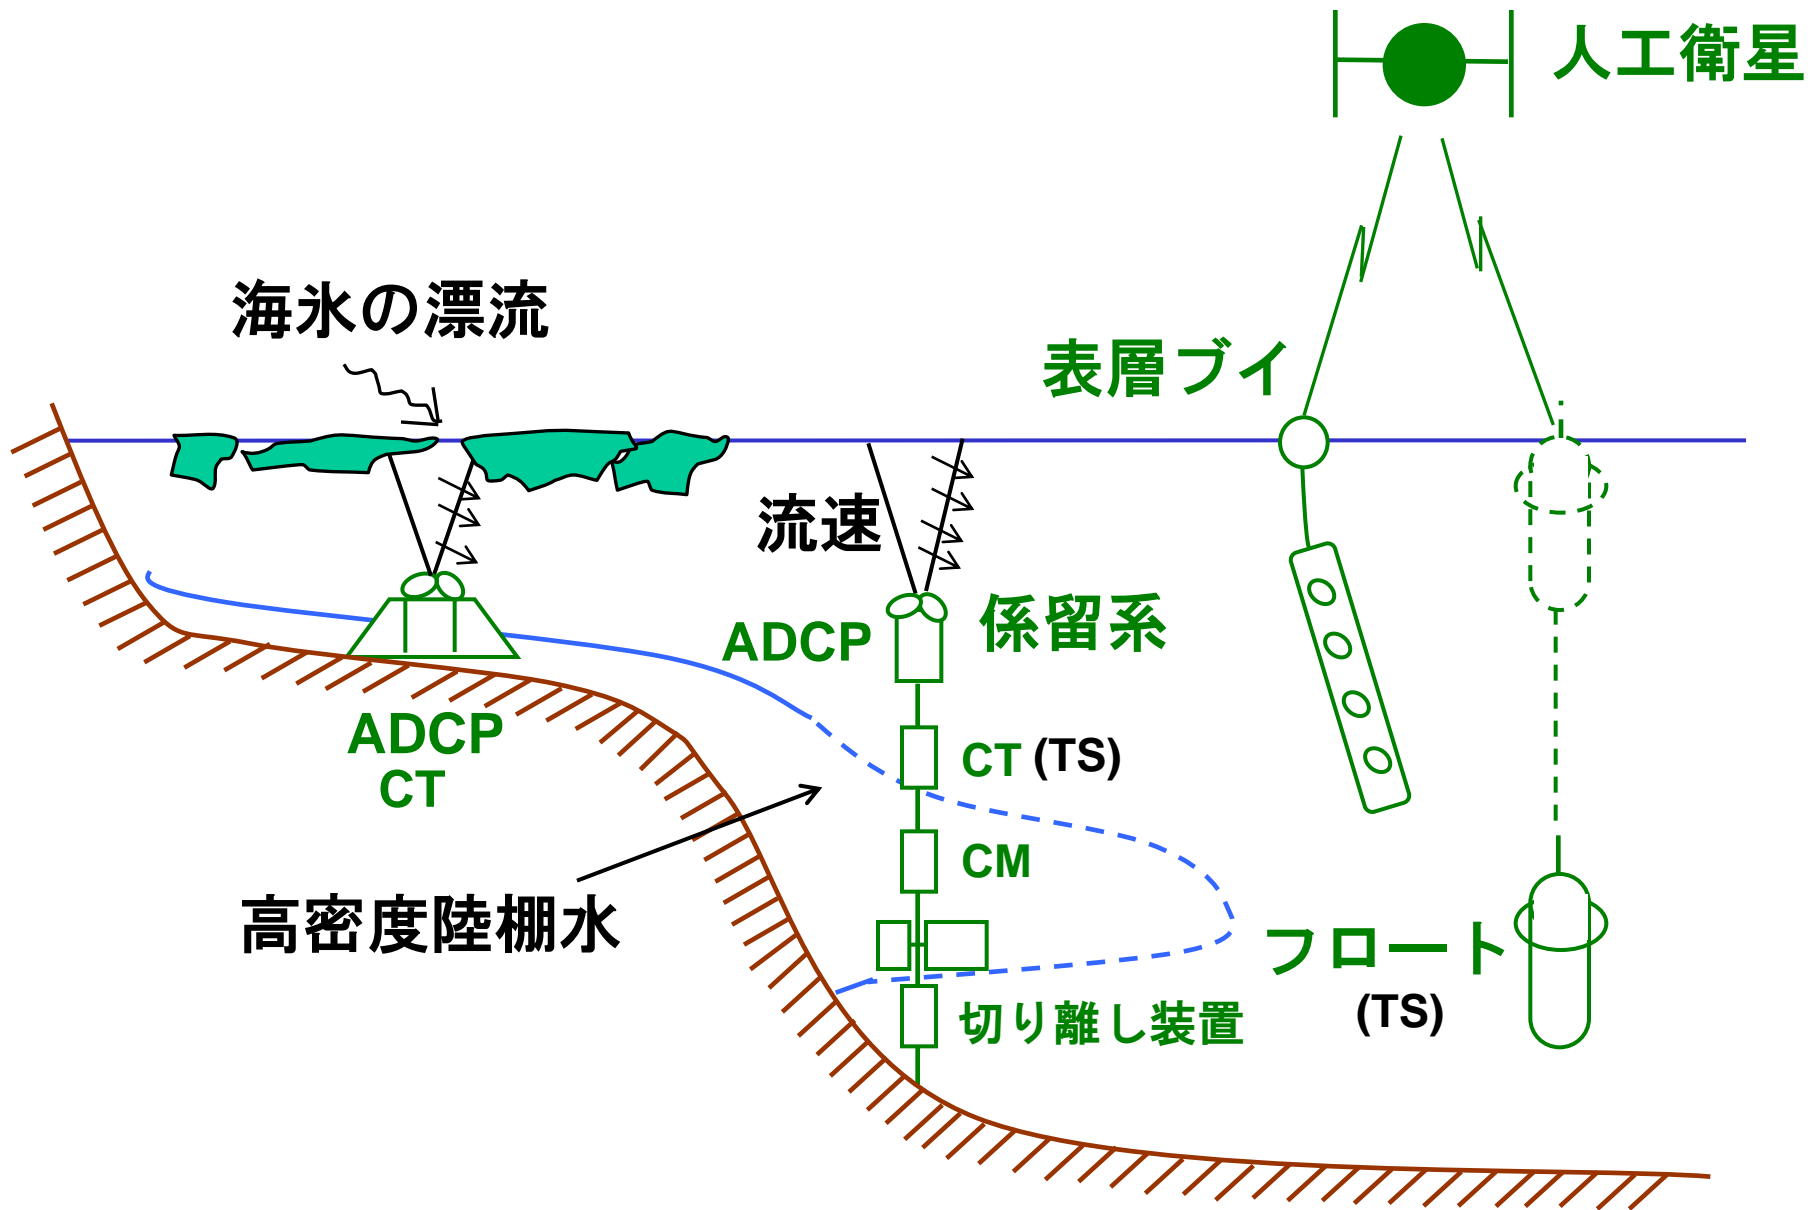 人工衛星
海氷の漂流
表層ブイ
流速
ADCP
係留系
ADCP
CT
CT (TS)
CM
高密度陸棚水
フロート
(TS)
切り離し装置